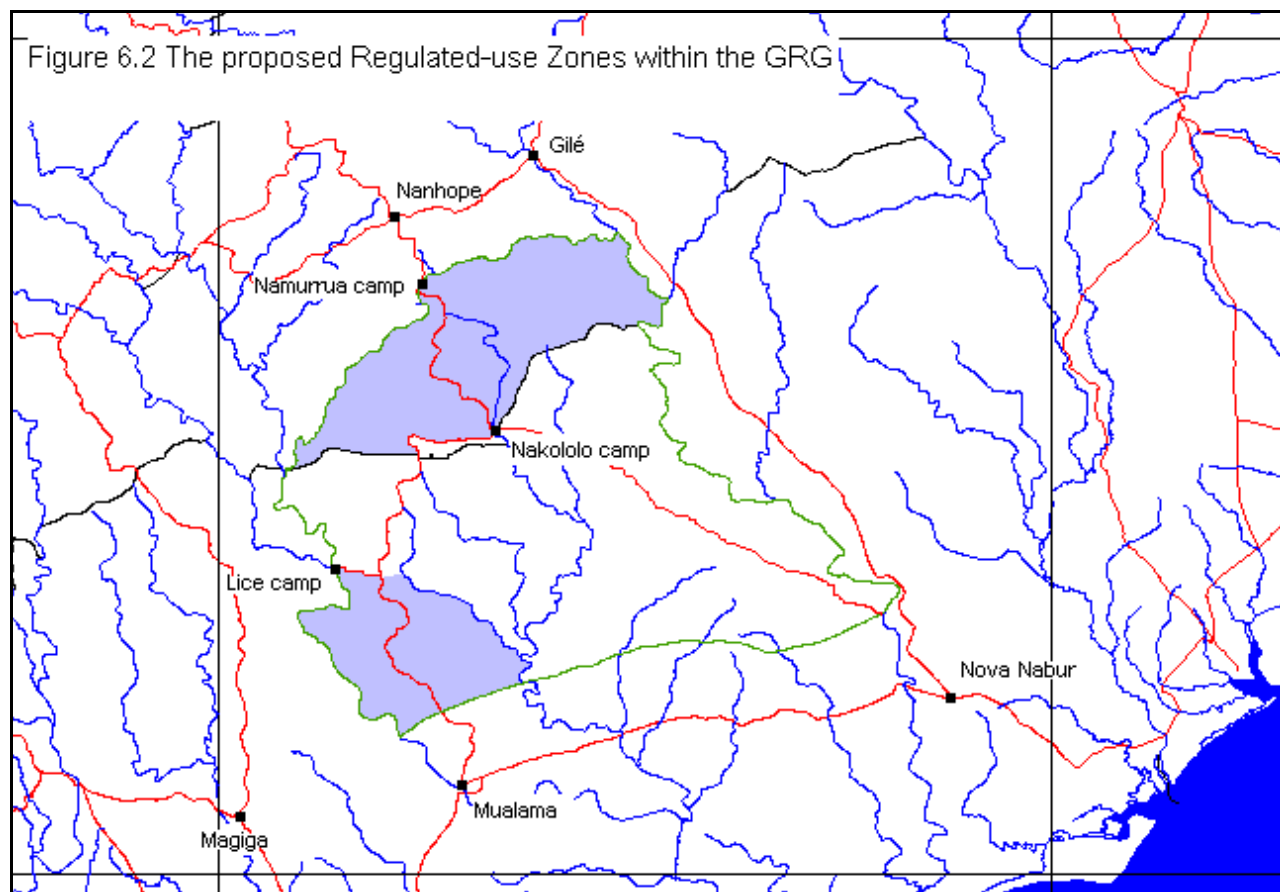 Figure 6.2 The proposed Regulated-use Zones within the GRG
Gilé
Nanhope
Namurrua camp
Nakololo camp
Lice camp
Nova Nabur
Mualama
Magiga